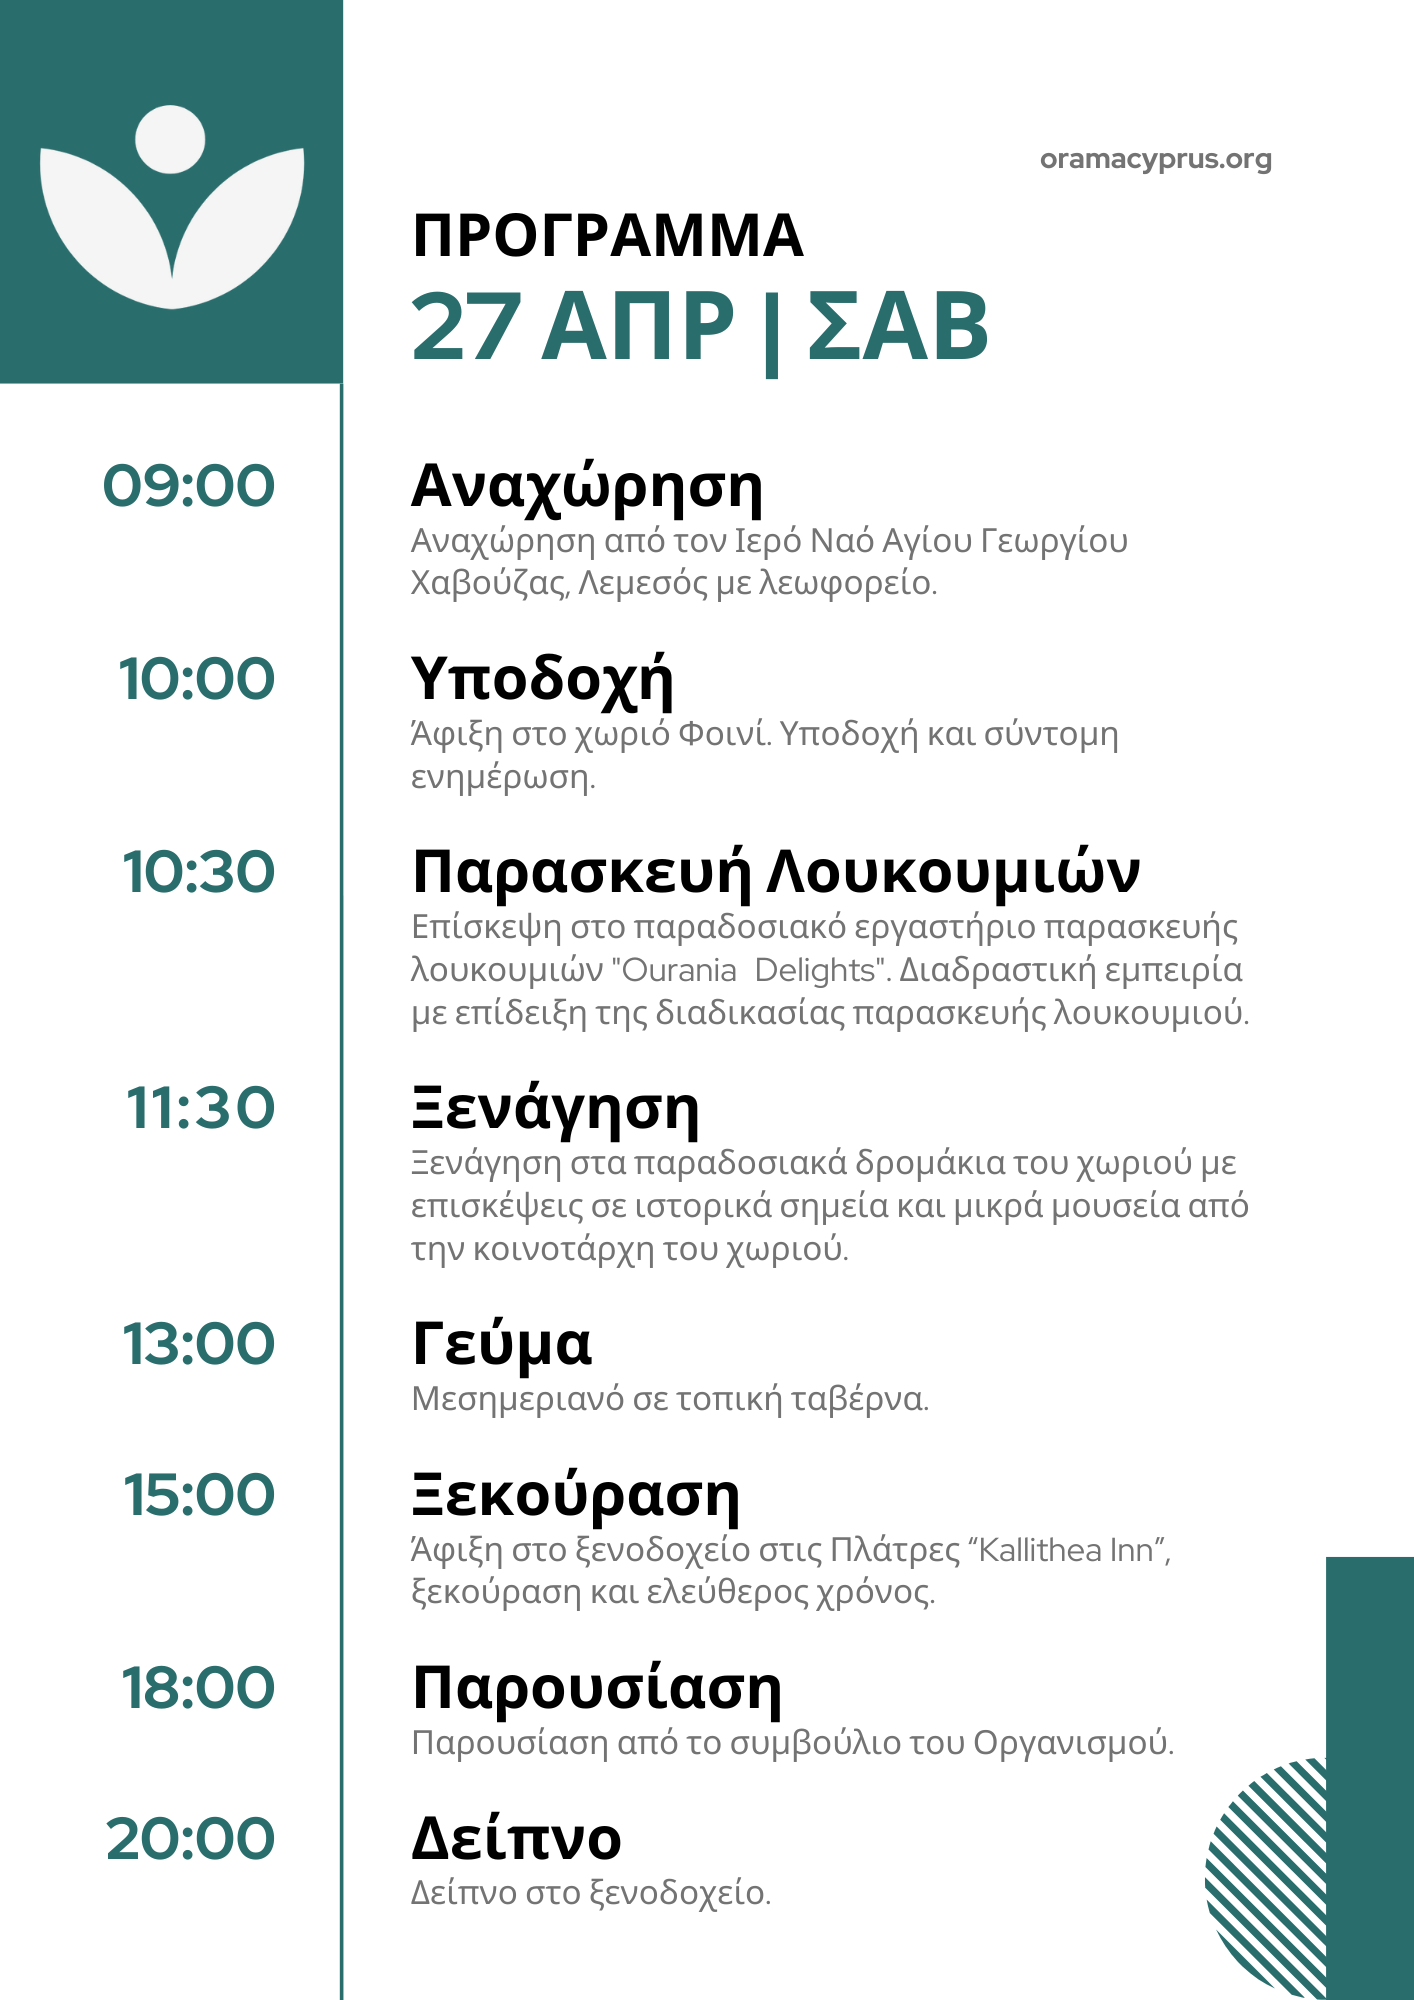 oramacyprus.org
ΠΡΟΓΡΑΜΜΑ
27 ΑΠΡ | ΣΑΒ
09:00
Αναχώρηση
Αναχώρηση από τον Ιερό Ναό Αγίου Γεωργίου
Χαβούζας, Λεμεσός με λεωφορείο.
10:00
Υποδοχή
Άφιξη στο χωριό Φοινί. Υποδοχή και σύντομη
ενημέρωση.
10:30
Παρασκευή Λουκουμιών
Επίσκεψη στο παραδοσιακό εργαστήριο παρασκευής
λουκουμιών "Ourania  Delights". Διαδραστική εμπειρία
με επίδειξη της διαδικασίας παρασκευής λουκουμιού.
11:30
Ξενάγηση
Ξενάγηση στα παραδοσιακά δρομάκια του χωριού με
επισκέψεις σε ιστορικά σημεία και μικρά μουσεία από
την κοινοτάρχη του χωριού.
13:00
Γεύμα
Μεσημεριανό σε τοπική ταβέρνα.
15:00
Ξεκούραση
Άφιξη στο ξενοδοχείο στις Πλάτρες “Kallithea Inn”,
ξεκούραση και ελεύθερος χρόνος.
18:00
Παρουσίαση
Παρουσίαση από το συμβούλιο του Οργανισμού.
20:00
Δείπνο
Δείπνο στο ξενοδοχείο.